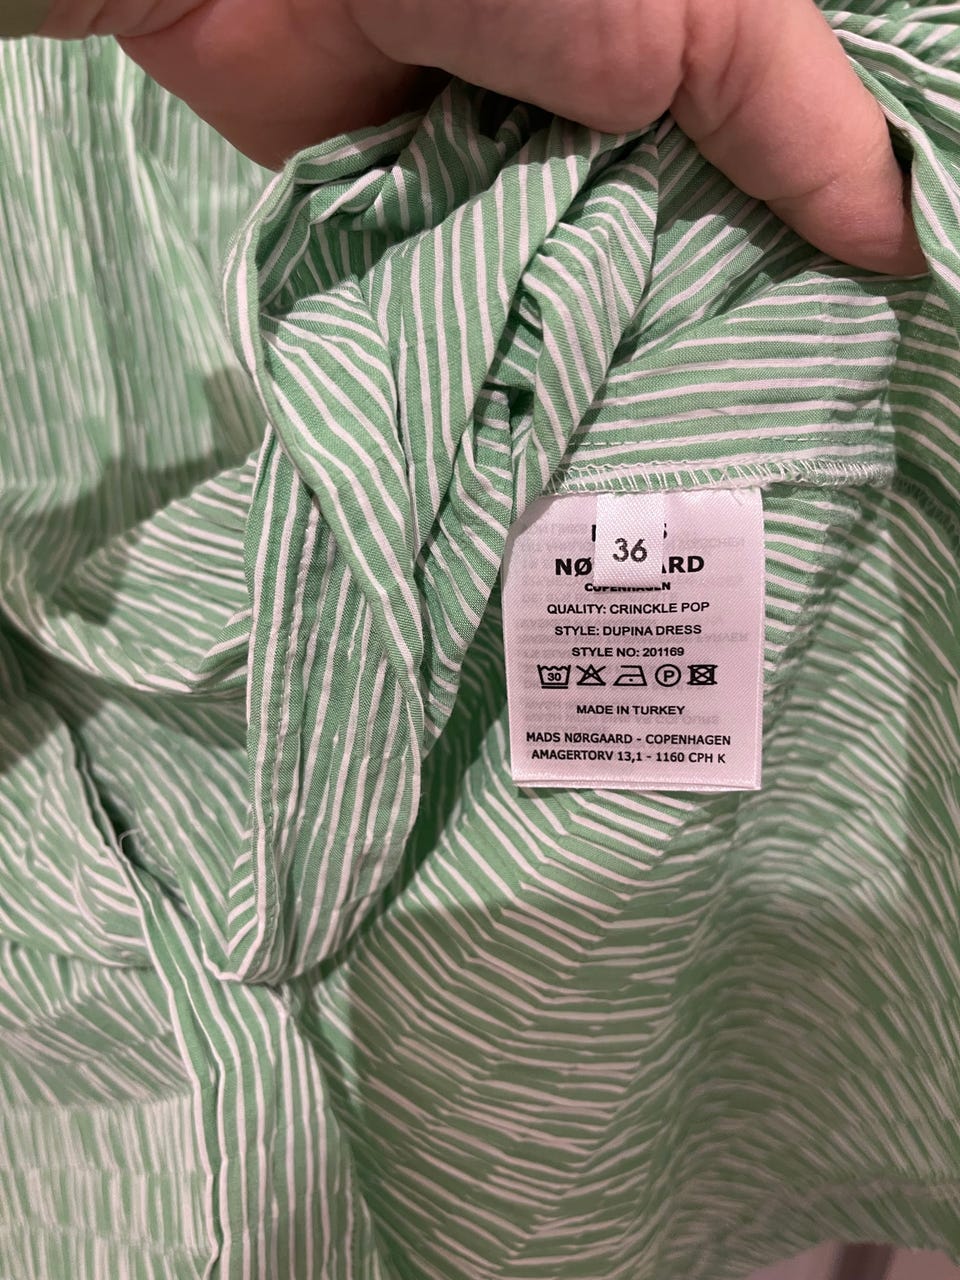 36
COPENHAGEN
QUALITY: CRINCKLE POP
STYLE: DUPINA DRESS
STYLE NO: 201169
30 P
MADE IN TURKEY
MADS NØRGAARD - COPENHAGEN
AMAGERTORV 13,1 - 1160 CPH K